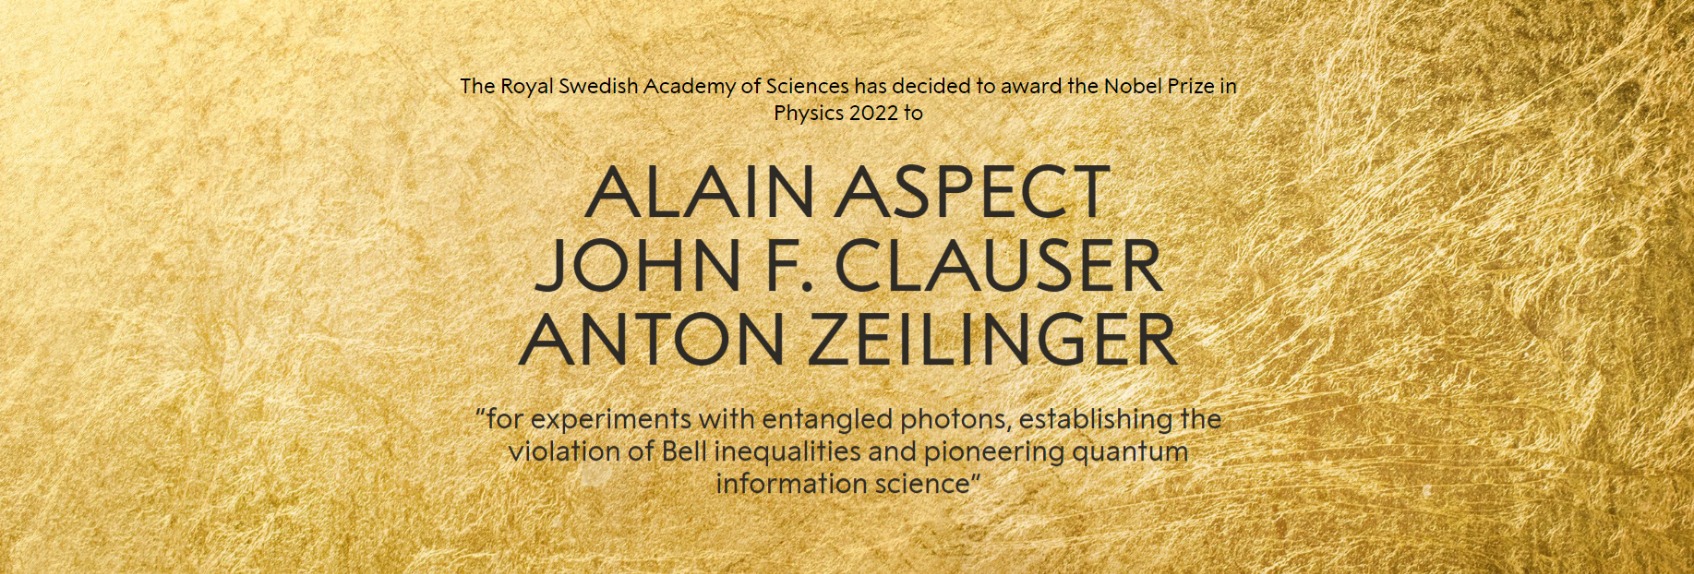 The Royal Swedish Academy of Sciences has decided to award the Nobel Prize in
Physics 2022 to
ALAIN ASPECT
JOHN F. CLAUSER
ANTON ZEILINGER
“for experiments with entangled photons, establishing the
violation of Bell inequalities and pioneering quantum
information science”